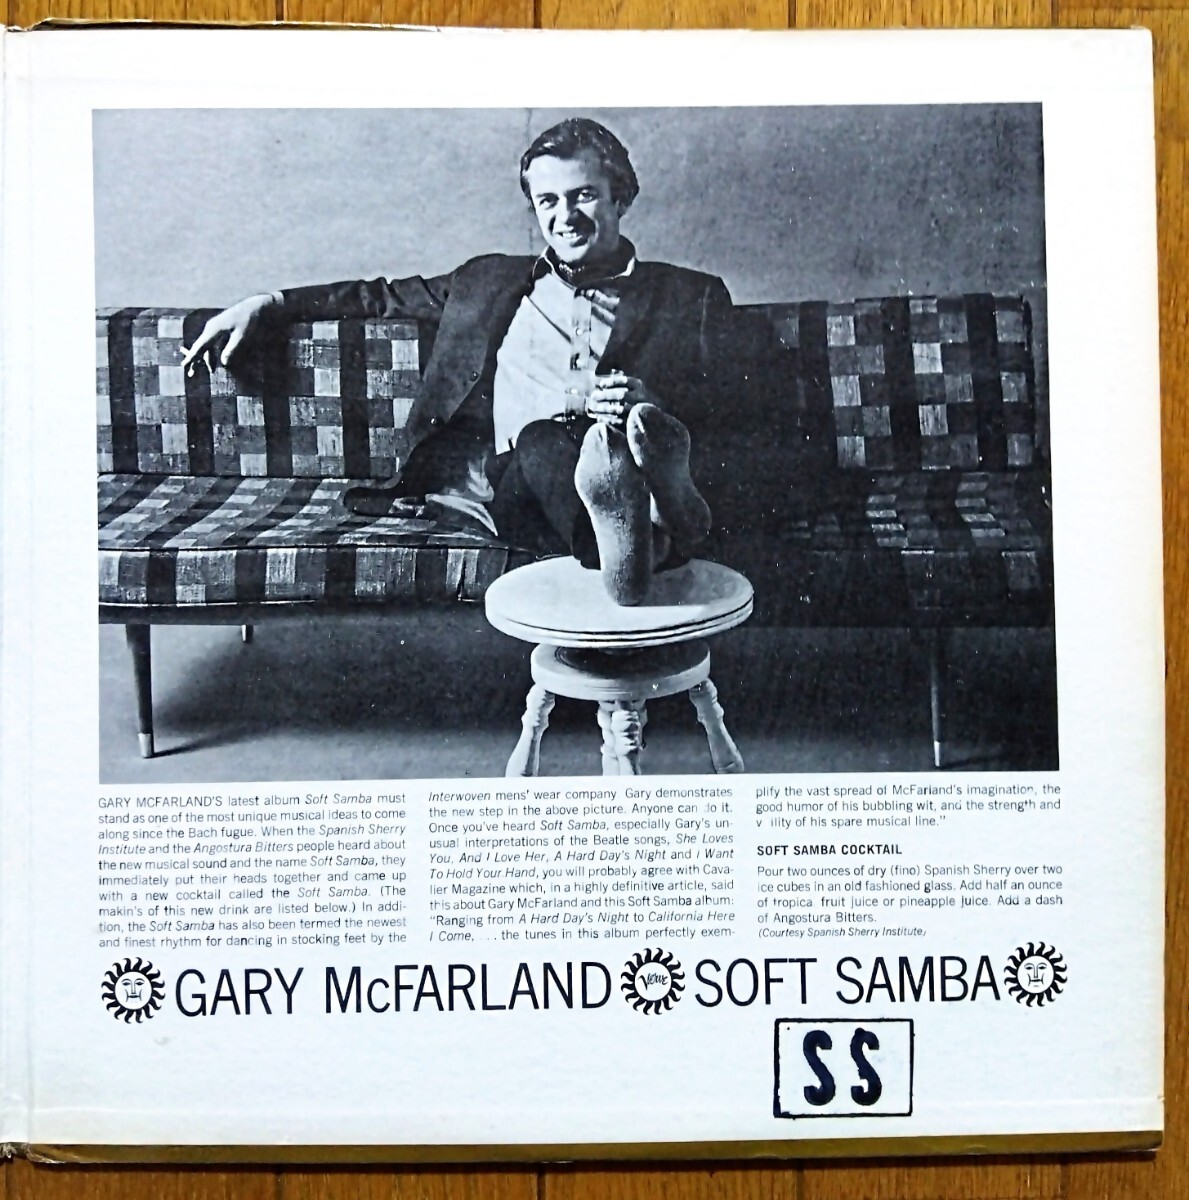 GARY MCFARLAND'S latest album Soft Samba must
stand as one of the most unique musical ideas to come
along since the Bach fugue. When the Spanish Sherry
Institute and the Angostura Bitters people heard about
the new musical sound and the name Soft Samba, they
immediately put their heads together and came up
with a new cocktail called the Soft Samba. (The
makin's of this new drink are listed below.) In addi-
tion, the Soft Samba has also been termed the newest
and finest rhythm for dancing in stocking feet by the
Interwoven mens' wear company Gary demonstrates
the new step in the above picture. Anyone can do it.
Once you've heard Soft Samba, especially Gary's un-
usual interpretations of the Beatle songs, She Loves
You, And I Love Her, A Hard Day's Night and I Want
To Hold Your Hand, you will probably agree with Cava-
lier Magazine which, in a highly definitive article, said
this about Gary McFarland and this Soft Samba album:
"Ranging from A Hard Day's Night to California Here
I Come, . . . the tunes in this album perfectly exem-
plify the vast spread of McFarland's imagination, the
good humor of his bubbling wit, and the strength and
of his spare musical line."
SOFT SAMBA COCKTAIL
Pour two ounces of dry (fino) Spanish Sherry over two
ice cubes in an old fashioned glass. Add half an ounce
of tropica fruit juice or pineapple juice. Add a dash
of Angostura Bitters.
(Courtesy Spanish Sherry Institute)
GARY McFARLAND Verve SOFT SAMBA
SS